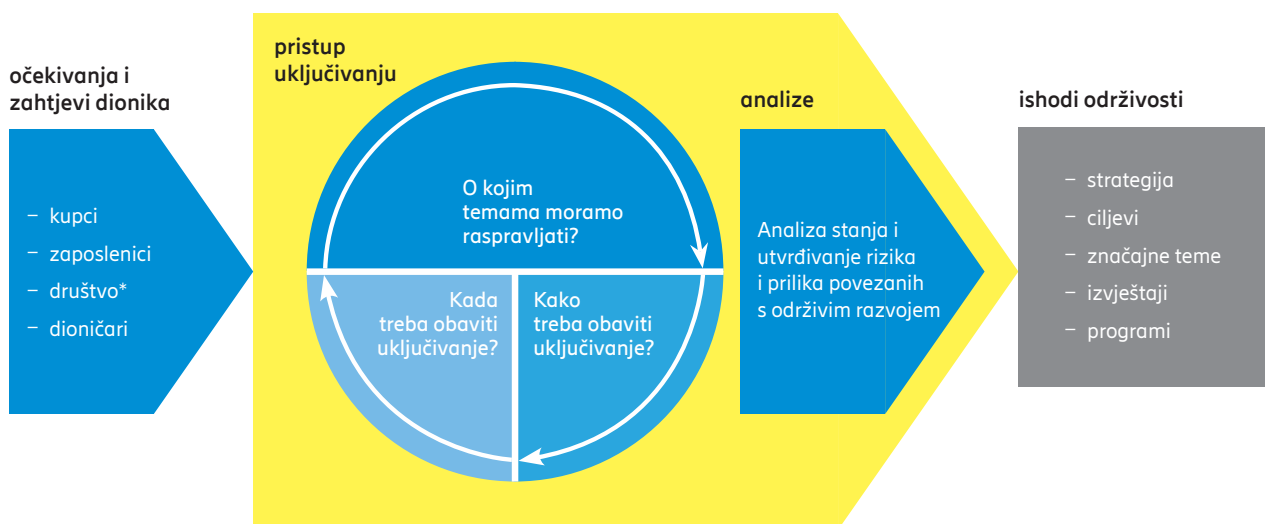 očekivanja i
zahtjevi dionika
– kupci
– zaposlenici
– društvo*
– dioničari
pristup
uključivanju
O kojim
temama moramo
raspravljati?
Kada
treba obaviti
uključivanje?
Kako
treba obaviti
uključivanje?
analize
Analiza stanja i
utvrđivanje rizika
i prilika povezanih
s održivim razvojem
ishodi održivosti
– strategija
– ciljevi
– značajne teme
– izvještaji
– programi